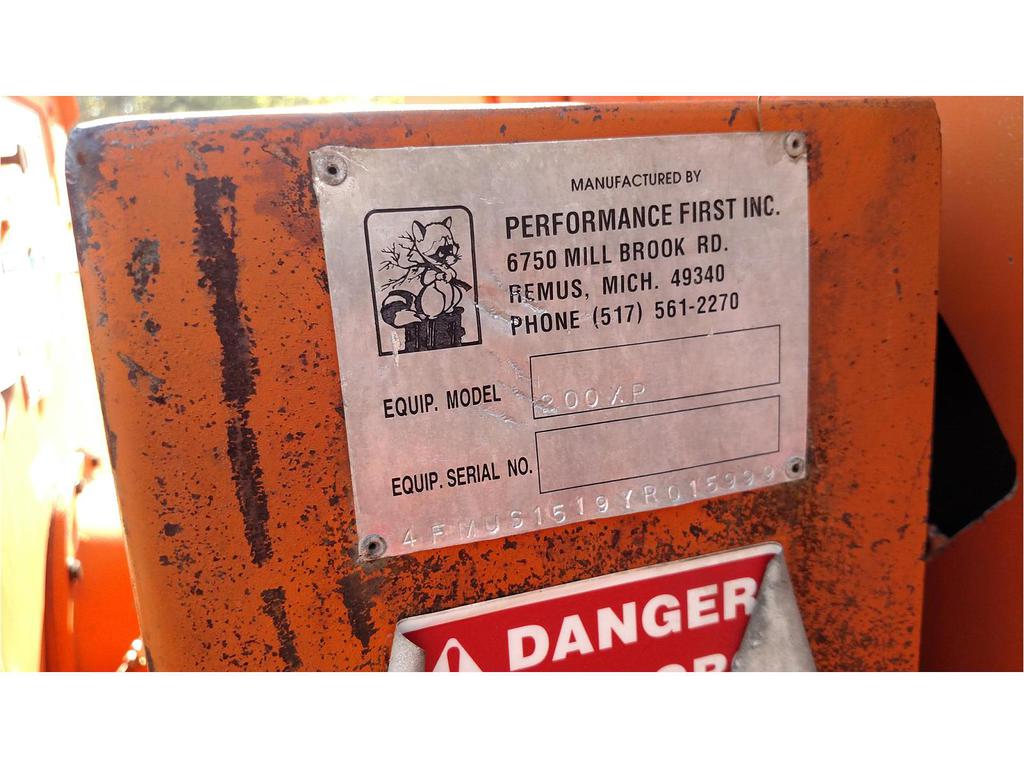 MANUFACTURED BY
PERFORMANCE FIRST INC.
6750 MILL BROOK RD.
REMUS, MICH. 49340
PHONE (517) 561-2270
EQUIP. MODEL
200XP
EQUIP. SERIAL NO.
4FMUS1519YR015999
DANGER